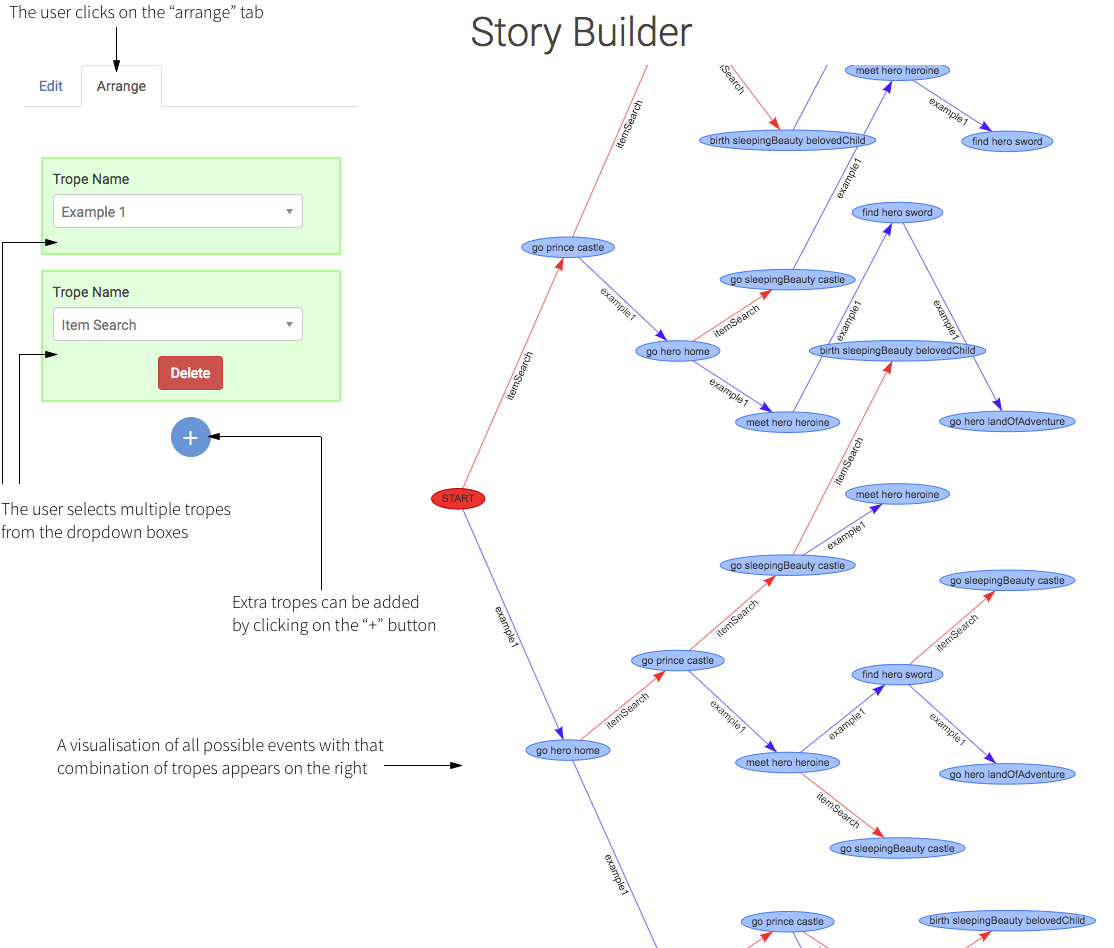 The user clicks on the “arrange” tab
Story Builder
Edit
Arrange
Trope Name
Example 1
Trope Name
Item Search
Delete
+
The user selects multiple tropes
from the dropdown boxes
Extra tropes can be added
by clicking on the “+” button
A visualisation of all possible events with that
combination of tropes appears on the right
itemSearch
meet hero heroine
example1
itemSearch
birth sleepingBeauty belovedChild
find hero sword
example1
find hero sword
go prince castle
go sleepingBeauty castle
example1
itemSearch
example1
example1
go hero home
birth sleepingBeauty belovedChild
itemSearch
example1
meet hero heroine
go hero landOfAdventure
itemSearch
START
meet hero heroine
example1
go sleepingBeauty castle
go sleepingBeauty castle
example1
itemSearch
itemSearch
go prince castle
find hero sword
itemSearch
example1
example1
example1
go hero home
meet hero heroine
go hero landOfAdventure
itemSearch
go sleepingBeauty castle
example1
go prince castle
birth sleepingBeauty belovedChild